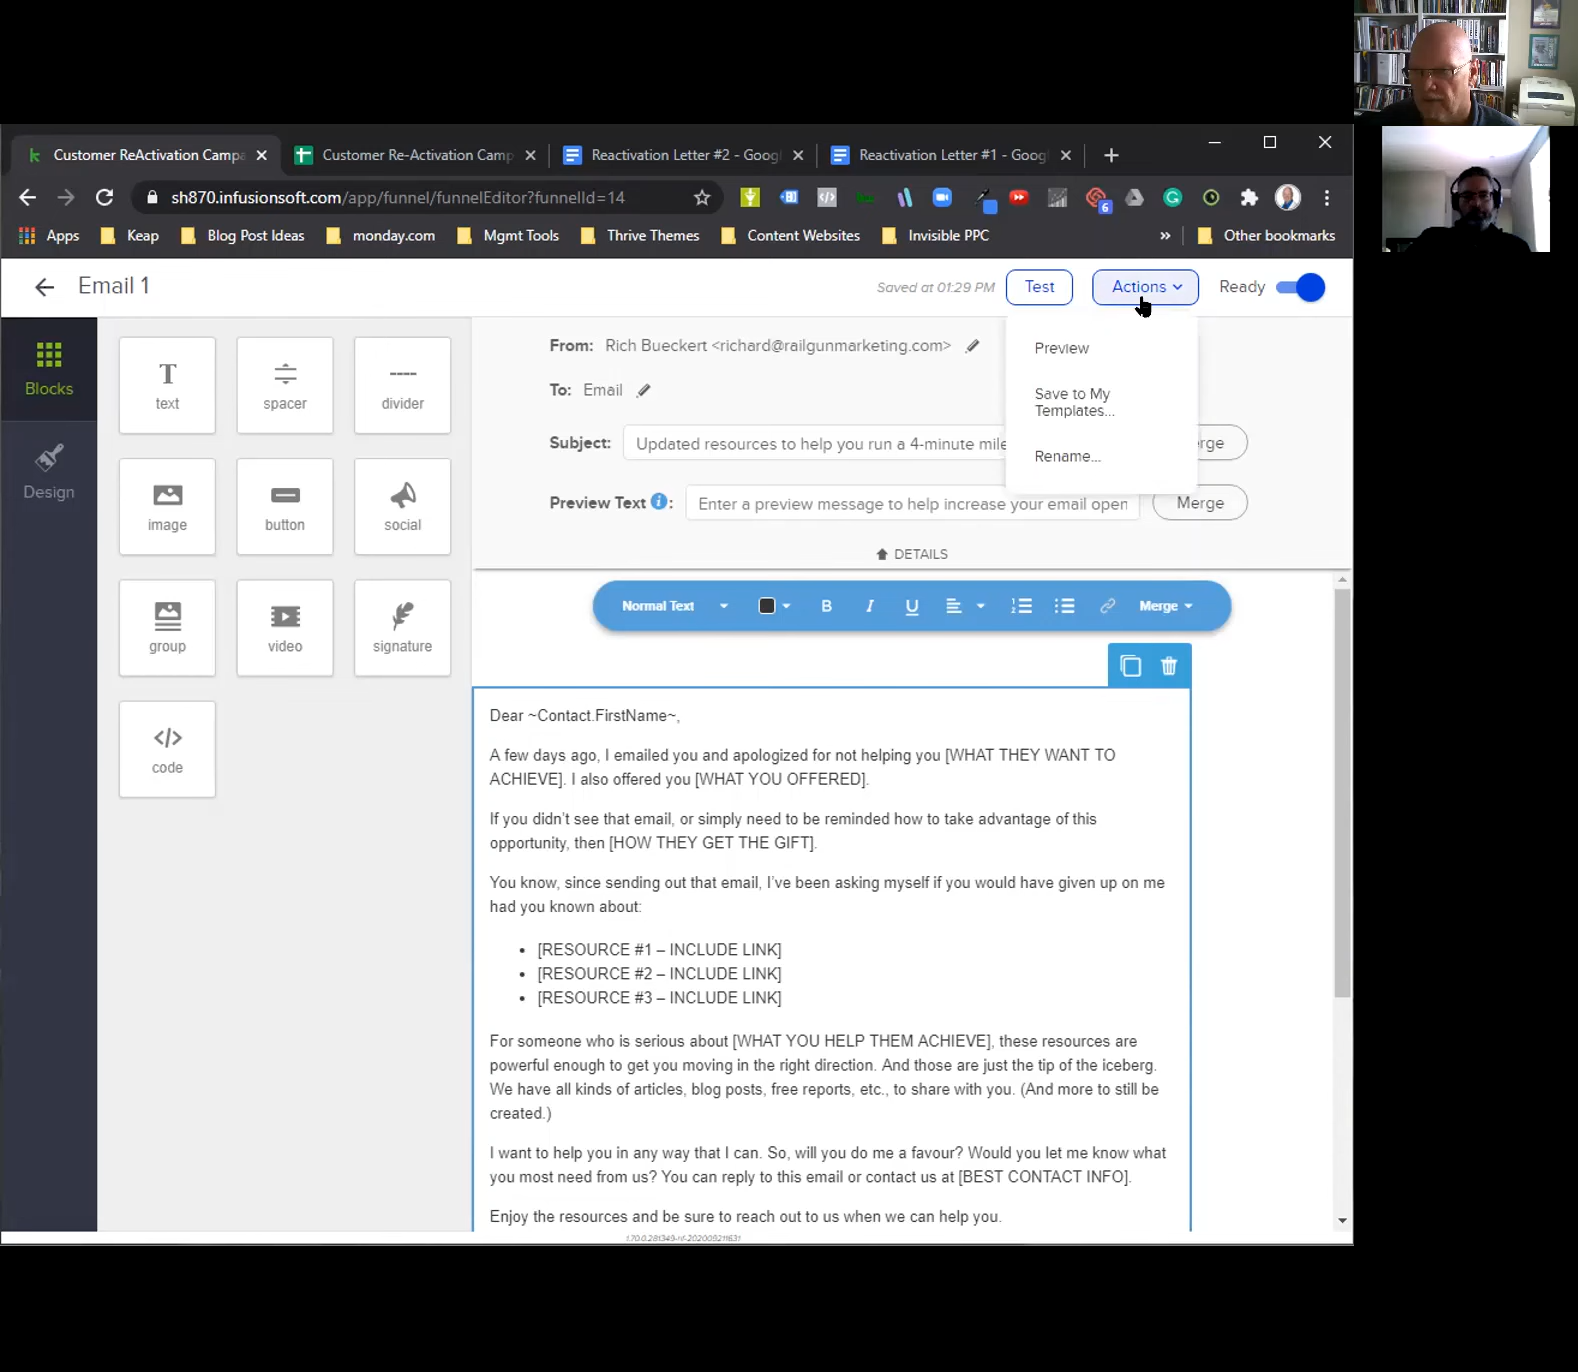 Customer ReActivation Campa
Customer Re-Activation Camp
Reactivation Letter #2 - Goog
Reactivation Letter #1 - Goog
sh870.infusionsoft.com/app/funnel/funnelEditor?funnelId=14
6
Apps
Keap
Blog Post Ideas
monday.com
Mgmt Tools
Thrive Themes
Content Websites
Invisible PPC
»
Other bookmarks
Email 1
Saved at 01:29 PM
Test
Actions
Ready
Blocks
Design
text
spacer
divider
image
button
social
group
video
signature
code
From: Rich Bueckert <richard@railgunmarketing.com>
To: Email
Subject: Updated resources to help you run a 4-minute mile
rge
Preview Text : Enter a preview message to help increase your email open
Merge
Preview
Save to My
Templates...
Rename...
DETAILS
Normal Text
B I U
Merge
Dear ~Contact.FirstName~,
A few days ago, I emailed you and apologized for not helping you [WHAT THEY WANT TO
ACHIEVE]. I also offered you [WHAT YOU OFFERED].
If you didn't see that email, or simply need to be reminded how to take advantage of this
opportunity, then [HOW THEY GET THE GIFT].
You know, since sending out that email, I've been asking myself if you would have given up on me
had you known about:
• [RESOURCE #1 – INCLUDE LINK]
• [RESOURCE #2 – INCLUDE LINK]
• [RESOURCE #3 – INCLUDE LINK]
For someone who is serious about [WHAT YOU HELP THEM ACHIEVE], these resources are
powerful enough to get you moving in the right direction. And those are just the tip of the iceberg.
We have all kinds of articles, blog posts, free reports, etc., to share with you. (And more to still be
created.)
I want to help you in any way that I can. So, will you do me a favour? Would you let me know what
you most need from us? You can reply to this email or contact us at [BEST CONTACT INFO].
Enjoy the resources and be sure to reach out to us when we can help you.